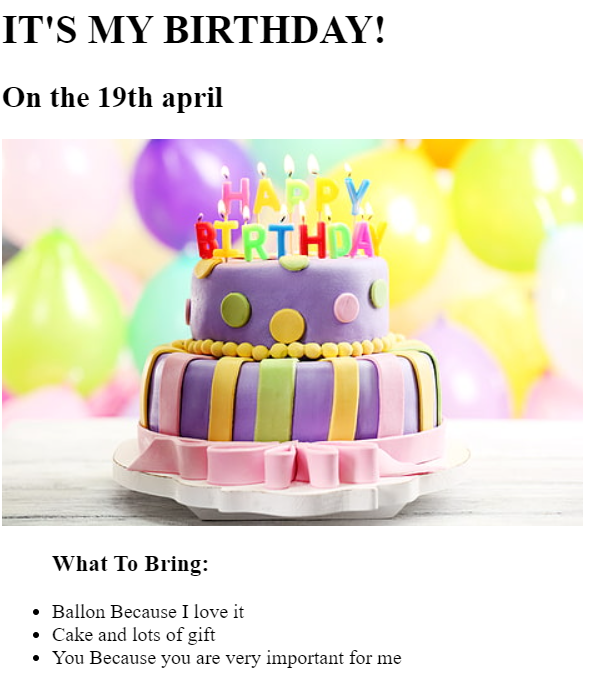 IT'S MY BIRTHDAY!
On the 19th april
HAPPY
BIRTHDAY
What To Bring:
Ballon Because I love it
Cake and lots of gift
You Because you are very important for me